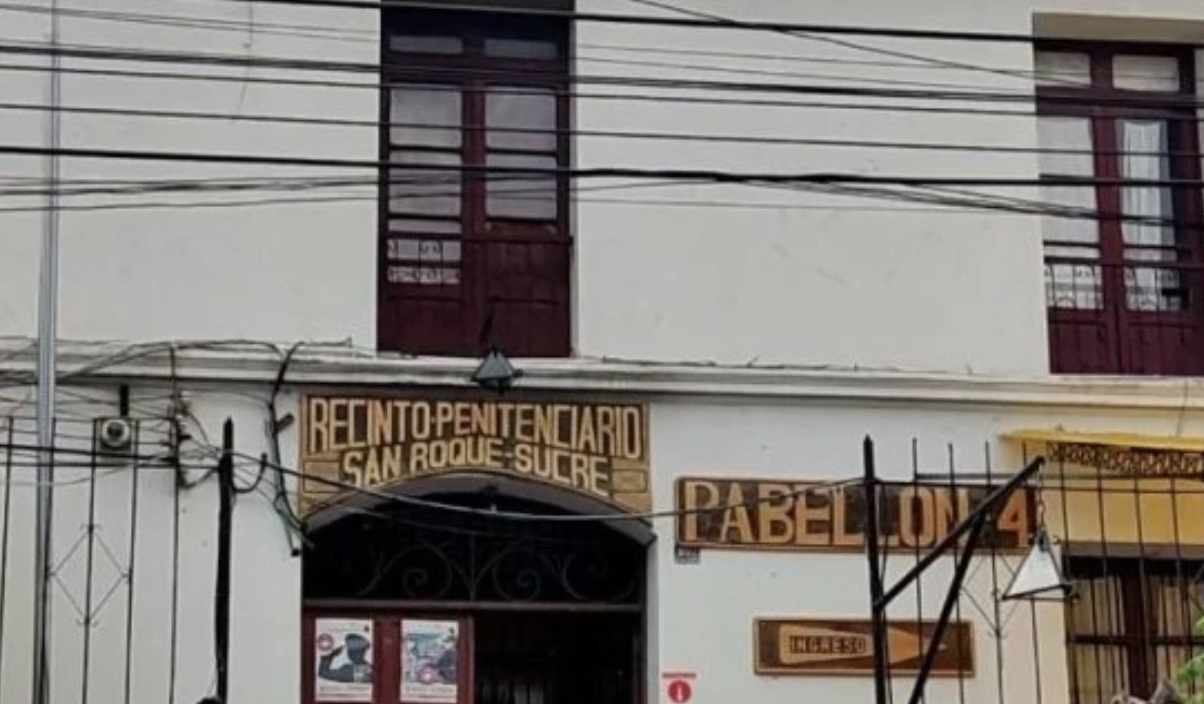 RECINTO-PENITENCIARIO
SAN ROQUE-SUCRE
PABELLON 4
INGRESO